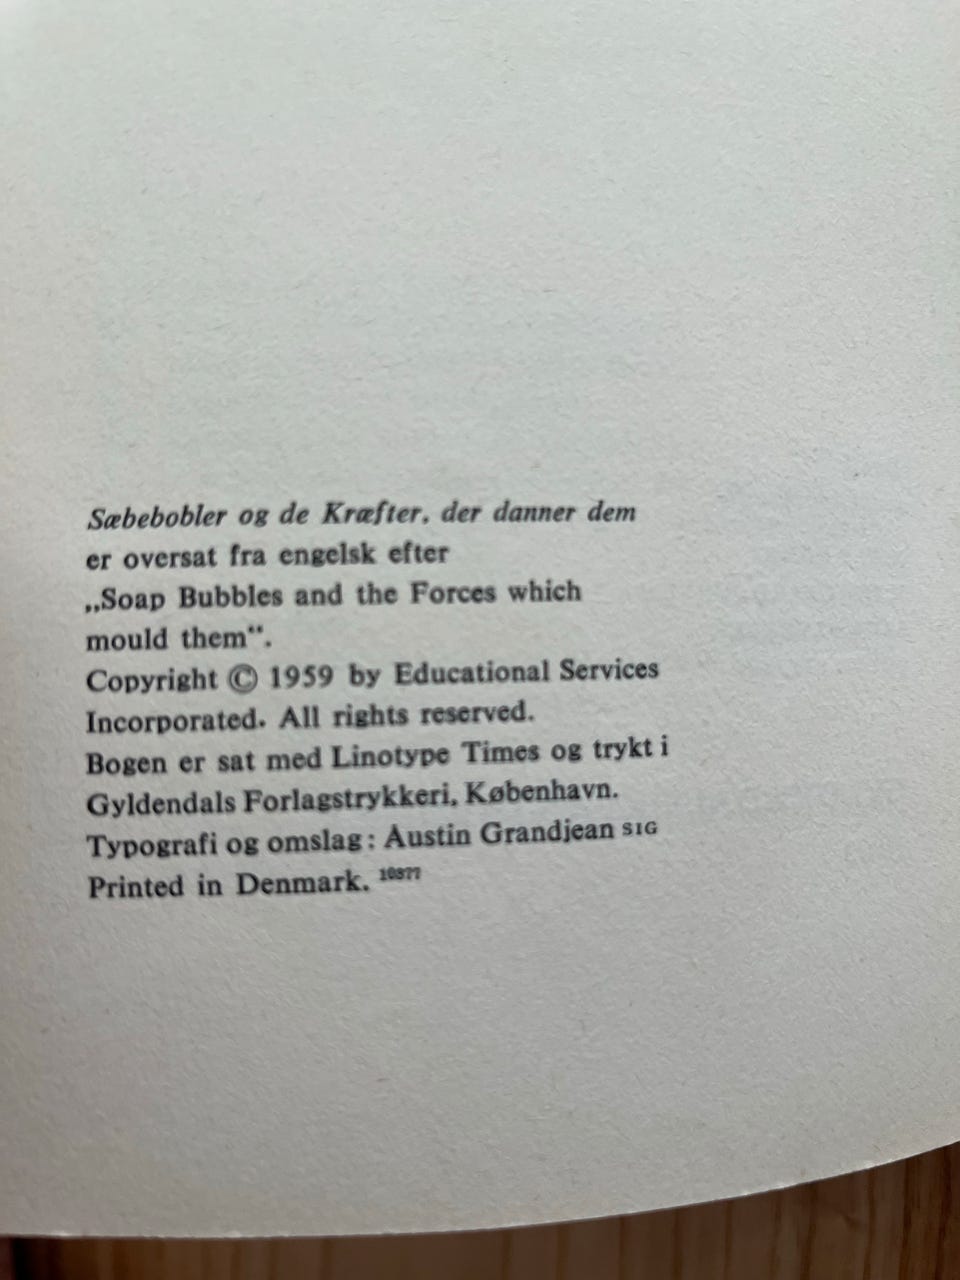 Sæbebobler og de Kræfter, der danner dem
er oversat fra engelsk efter
„Soap Bubbles and the Forces which
mould them“.
Copyright © 1959 by Educational Services
Incorporated. All rights reserved.
Bogen er sat med Linotype Times og trykt i
Gyldendals Forlagstrykkeri, København.
Typografi og omslag: Austin Grandjean SIG
Printed in Denmark. 10877